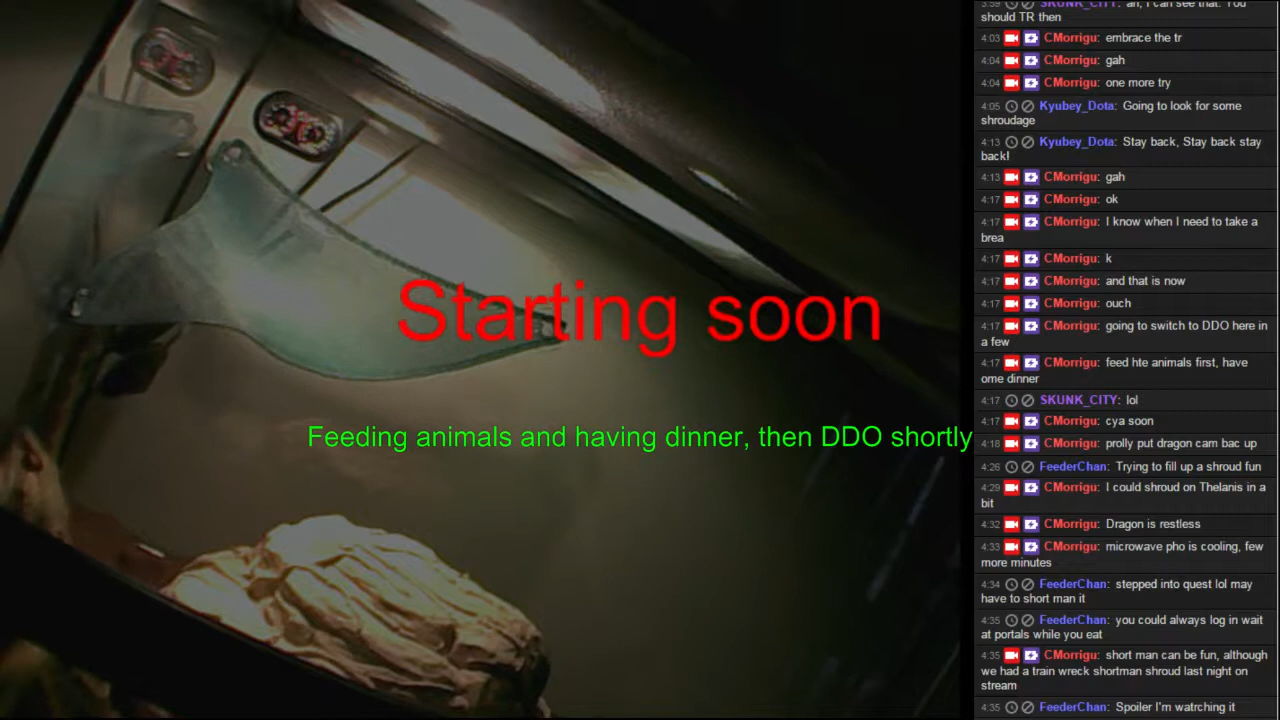 Starting soon
Feeding animals and having dinner, then DDO shortly
3:59 SKUNK_CITY: ah, I can see that. You
should TR then
4:03 CMorrigu: embrace the tr
4:04 CMorrigu: gah
4:04 CMorrigu: one more try
4:05 Kyubey_Dota: Going to look for some
shroudage
4:13 Kyubey_Dota: Stay back, Stay back stay
back!
4:13 CMorrigu: gah
4:17 CMorrigu: ok
4:17 CMorrigu: I know when I need to take a
brea
4:17 CMorrigu: k
4:17 CMorrigu: and that is now
4:17 CMorrigu: ouch
4:17 CMorrigu: going to switch to DDO here in
a few
4:17 CMorrigu: feed hte animals first, have
ome dinner
4:17 SKUNK_CITY: lol
4:17 CMorrigu: cya soon
4:18 CMorrigu: prolly put dragon cam bac up
4:26 FeederChan: Trying to fill up a shroud fun
4:29 CMorrigu: I could shroud on Thelanis in a
bit
4:32 CMorrigu: Dragon is restless
4:33 CMorrigu: microwave pho is cooling, few
more minutes
4:34 FeederChan: stepped into quest lol may
have to short man it
4:35 FeederChan: you could always log in wait
at portals while you eat
4:35 CMorrigu: short man can be fun, although
we had a train wreck shortman shroud last night on
stream
4:35 FeederChan: Spoiler I'm watrching it